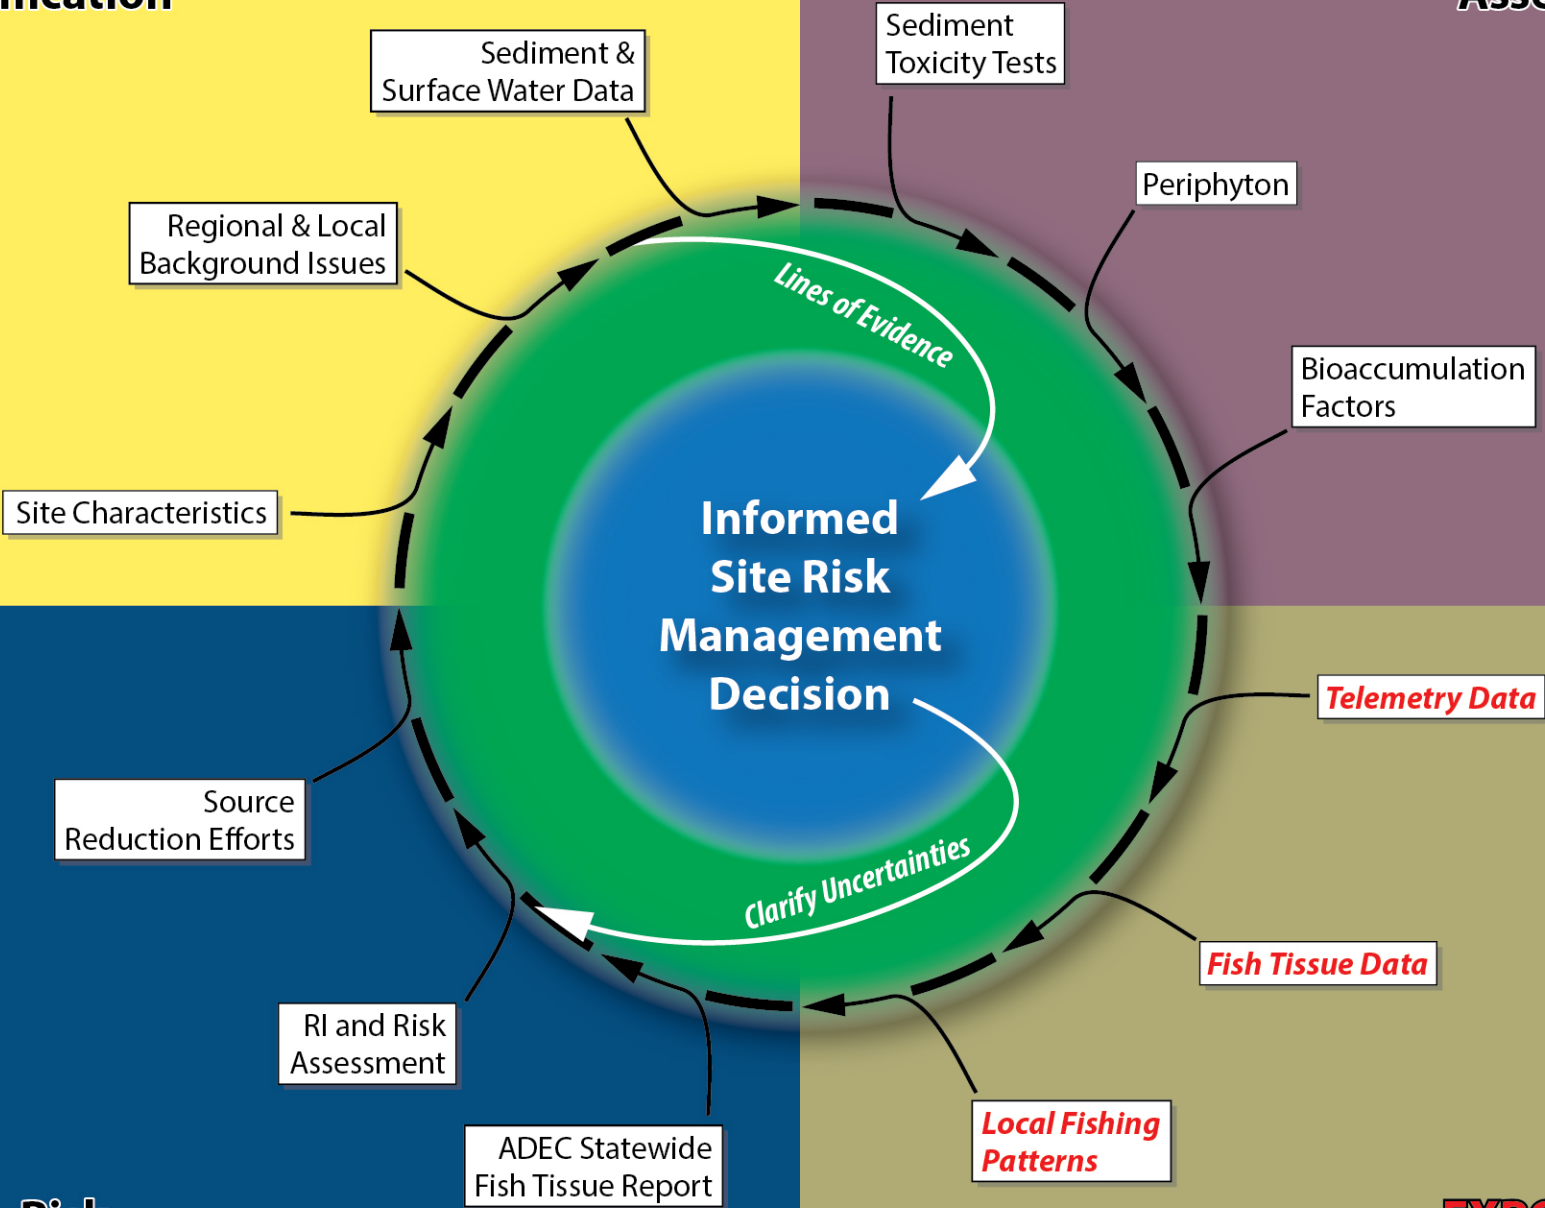 Sediment &
Surface Water Data
Sediment
Toxicity Tests
Periphyton
Regional & Local
Background Issues
Lines of Evidence
Bioaccumulation
Factors
Site Characteristics
Informed
Site Risk
Management
Decision
Telemetry Data
Source
Reduction Efforts
Clarify Uncertainties
Fish Tissue Data
RI and Risk
Assessment
Local Fishing
Patterns
ADEC Statewide
Fish Tissue Report